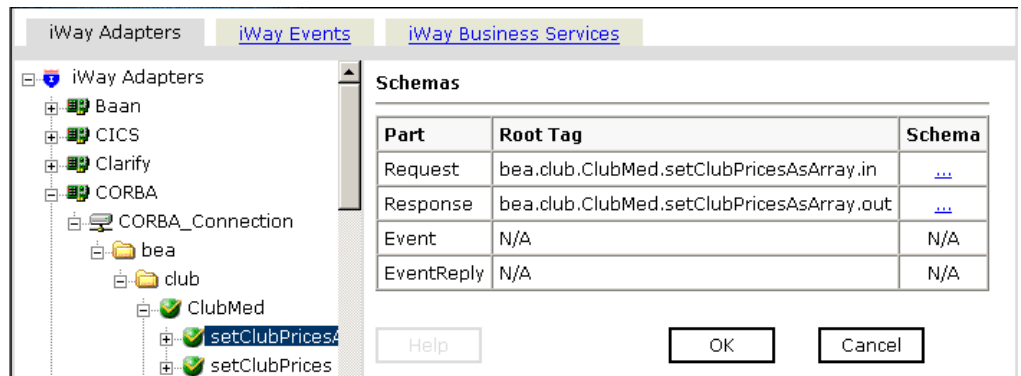 iWay Adapters
iWay Events
iWay Business Services
iWay Adapters
Baan
CICS
Clarify
CORBA
CORBA_Connection
bea
club
ClubMed
setClubPricesA
setClubPrices
Schemas
Part Root Tag Schema
Request bea.club.ClubMed.setClubPricesAsArray.in ...
Response bea.club.ClubMed.setClubPricesAsArray.out ...
Event N/A N/A
EventReply N/A N/A
Help OK Cancel